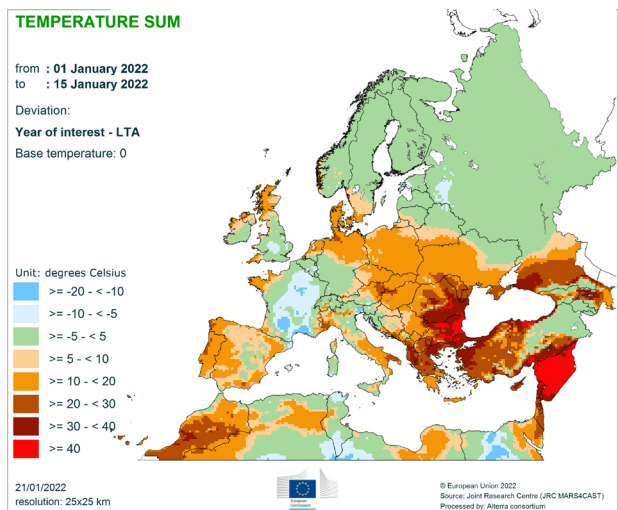 TEMPERATURE SUM
from : 01 January 2022
to : 15 January 2022
Deviation:
Year of interest - LTA
Base temperature: 0
Unit: degrees Celsius
>= -20 - < -10
>= -10 - < -5
>= -5 - < 5
>= 5 - < 10
>= 10 - < 20
>= 20 - < 30
>= 30 - < 40
>= 40
21/01/2022
resolution: 25x25 km
European
Commission
© European Union 2022
Source: Joint Research Centre (JRC MARS4CAST)
Processed by: Alterra consortium